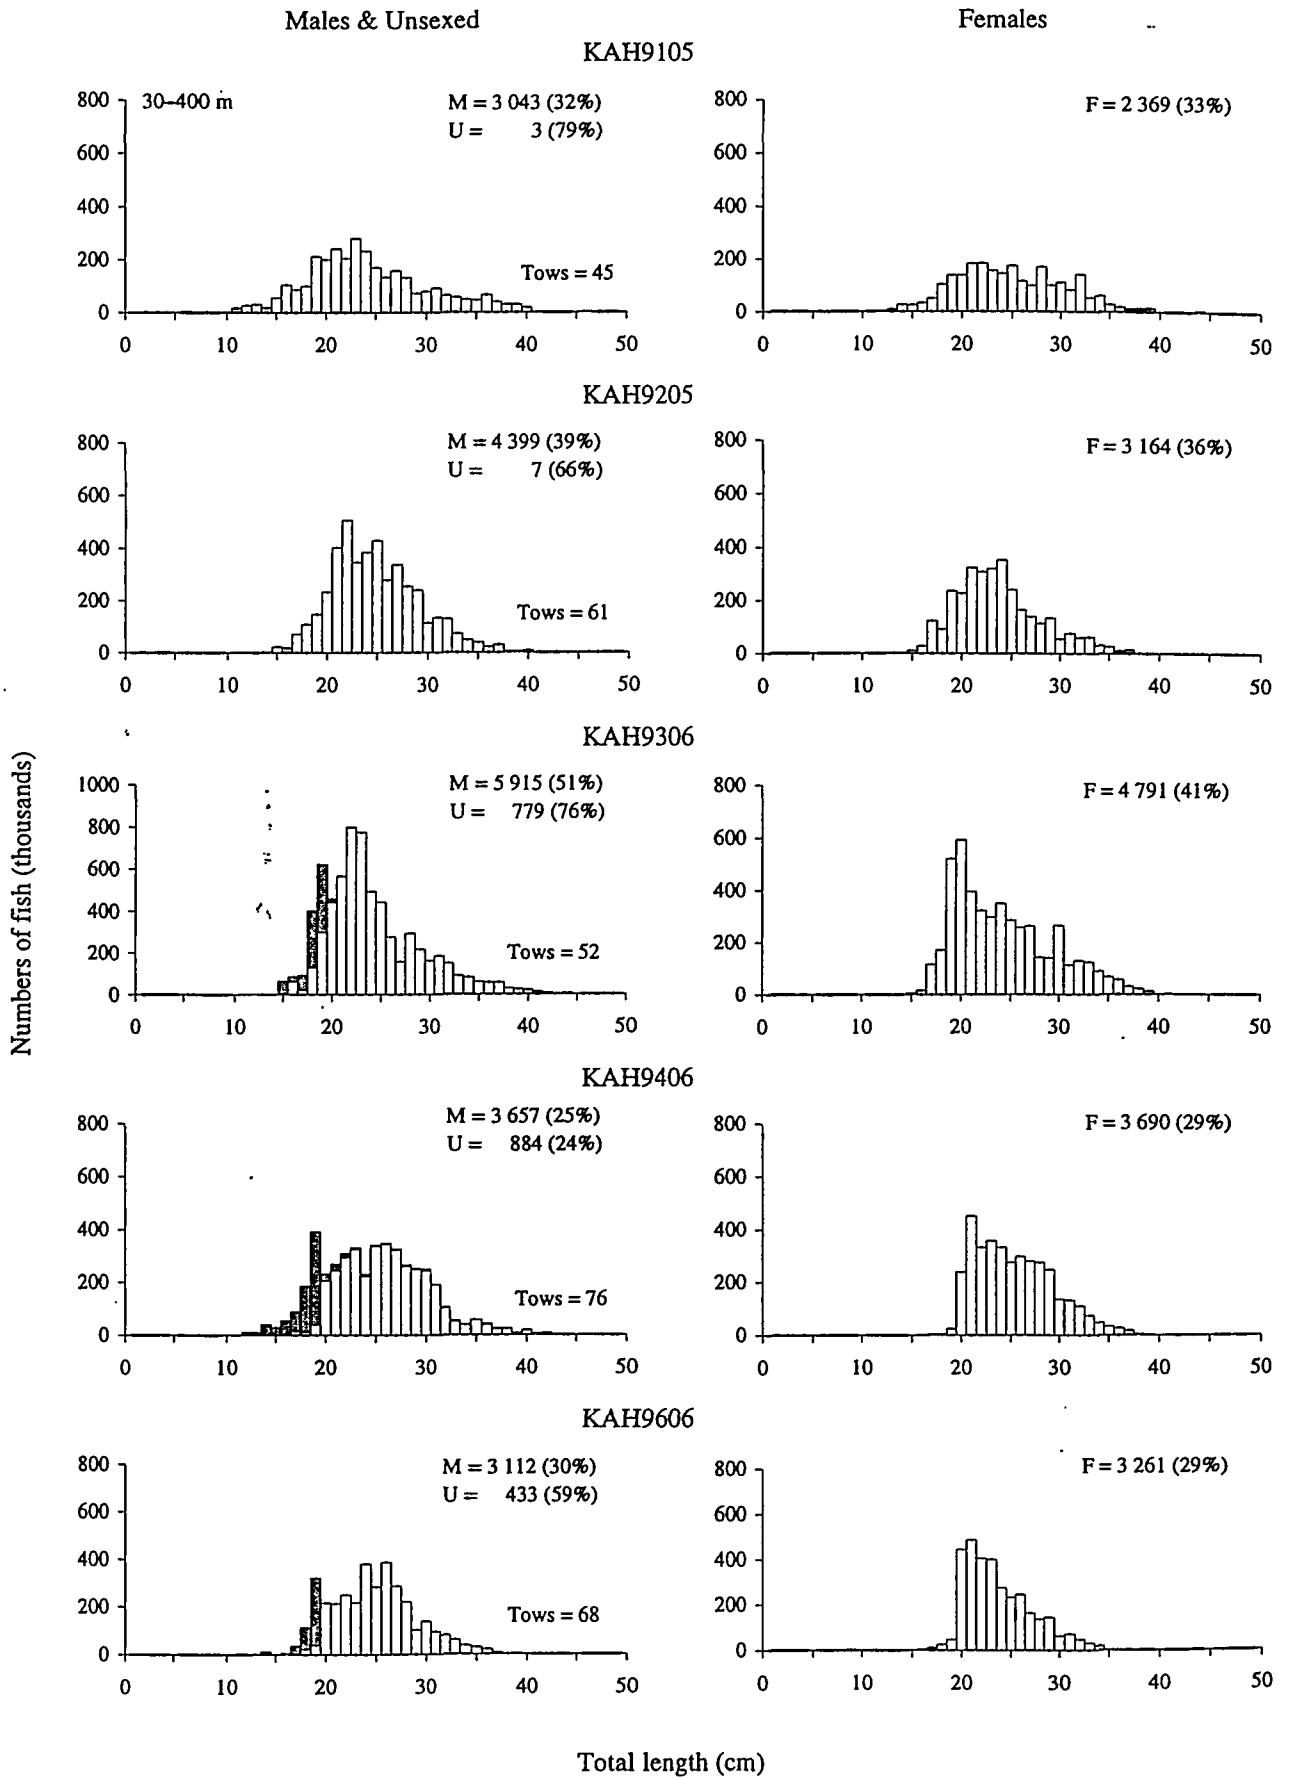 Males & Unsexed
Females
KAH9105
30–400 m
M = 3 043 (32%)
U = 3 (79%)
Tows = 45
800
600
400
200
0
0 10 20 30 40 50
F = 2 369 (33%)
800
600
400
200
0
0 10 20 30 40 50
KAH9205
M = 4 399 (39%)
U = 7 (66%)
Tows = 61
800
600
400
200
0
0 10 20 30 40 50
F = 3 164 (36%)
800
600
400
200
0
0 10 20 30 40 50
Numbers of fish (thousands)
KAH9306
M = 5 915 (51%)
U = 779 (76%)
Tows = 52
1000
800
600
400
200
0
0 10 20 30 40 50
F = 4 791 (41%)
800
600
400
200
0
0 10 20 30 40 50
KAH9406
M = 3 657 (25%)
U = 884 (24%)
Tows = 76
800
600
400
200
0
0 10 20 30 40 50
F = 3 690 (29%)
800
600
400
200
0
0 10 20 30 40 50
KAH9606
M = 3 112 (30%)
U = 433 (59%)
Tows = 68
800
600
400
200
0
0 10 20 30 40 50
F = 3 261 (29%)
800
600
400
200
0
0 10 20 30 40 50
Total length (cm)